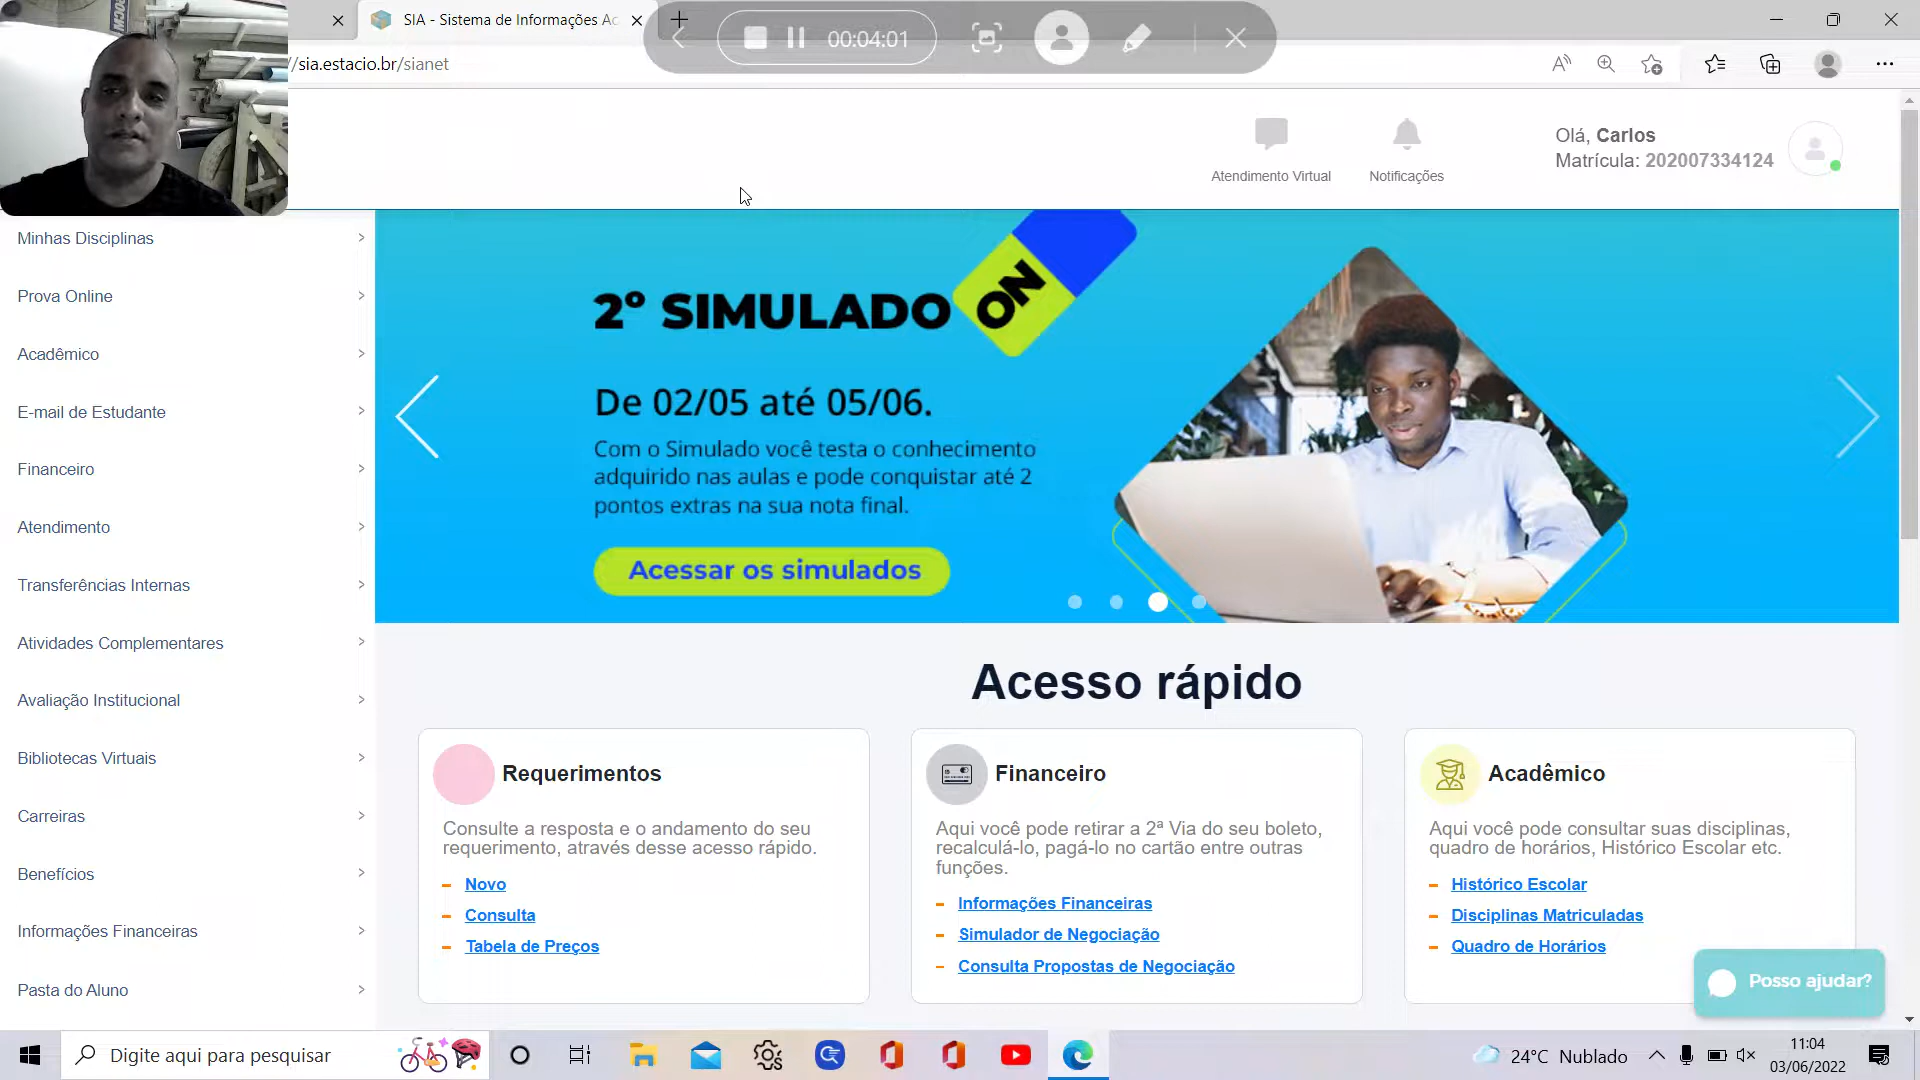 SIA - Sistema de Informações Ac
00:04:01
//sia.estacio.br/sianet
Atendimento Virtual
Notificações
Olá, Carlos
Matrícula: 202007334124
Minhas Disciplinas
Prova Online
Acadêmico
E-mail de Estudante
Financeiro
Atendimento
Transferências Internas
Atividades Complementares
Avaliação Institucional
Bibliotecas Virtuais
Carreiras
Benefícios
Informações Financeiras
Pasta do Aluno
2º SIMULADO
ON
De 02/05 até 05/06.
Com o Simulado você testa o conhecimento
adquirido nas aulas e pode conquistar até 2
pontos extras na sua nota final.
Acessar os simulados
Acesso rápido
Requerimentos
Consulte a resposta e o andamento do seu
requerimento, através desse acesso rápido.
Novo
Consulta
Tabela de Preços
Financeiro
Aqui você pode retirar a 2ª Via do seu boleto,
recalculá-lo, pagá-lo no cartão entre outras
funções.
Informações Financeiras
Simulador de Negociação
Consulta Propostas de Negociação
Acadêmico
Aqui você pode consultar suas disciplinas,
quadro de horários, Histórico Escolar etc.
Histórico Escolar
Disciplinas Matriculadas
Quadro de Horários
Posso ajudar?
Digite aqui para pesquisar
24°C Nublado
11:04
03/06/2022